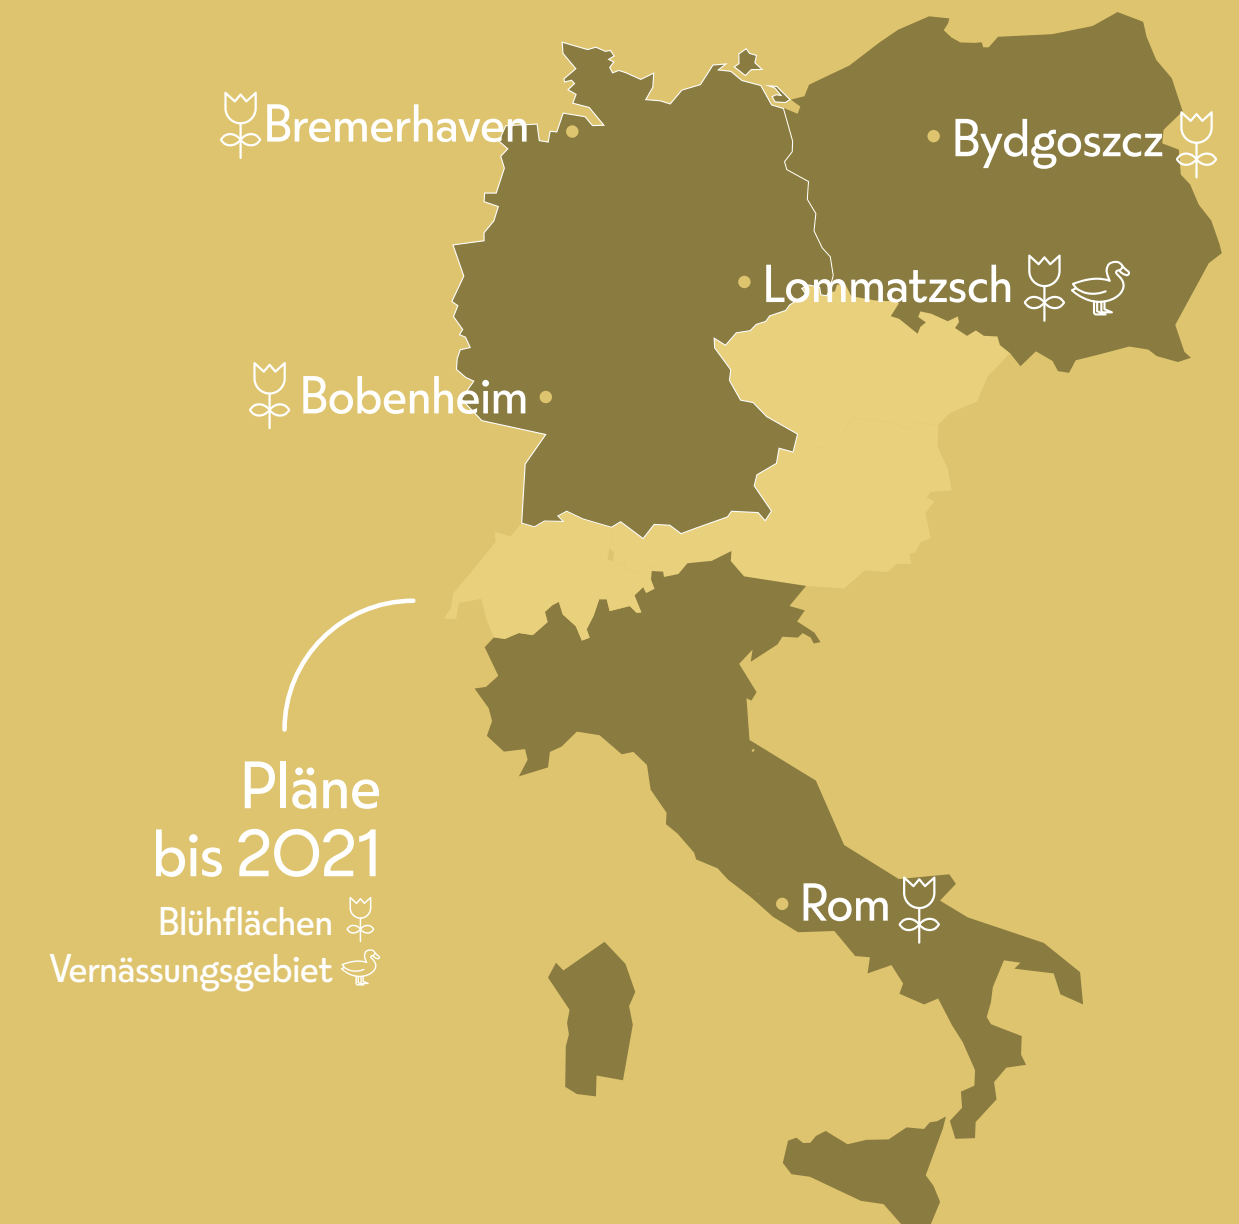 Bremerhaven
Bydgoszcz
Lommatzsch
Bobenheim
Pläne
bis 2021
Blühflächen
Vernässungsgebiet
Rom